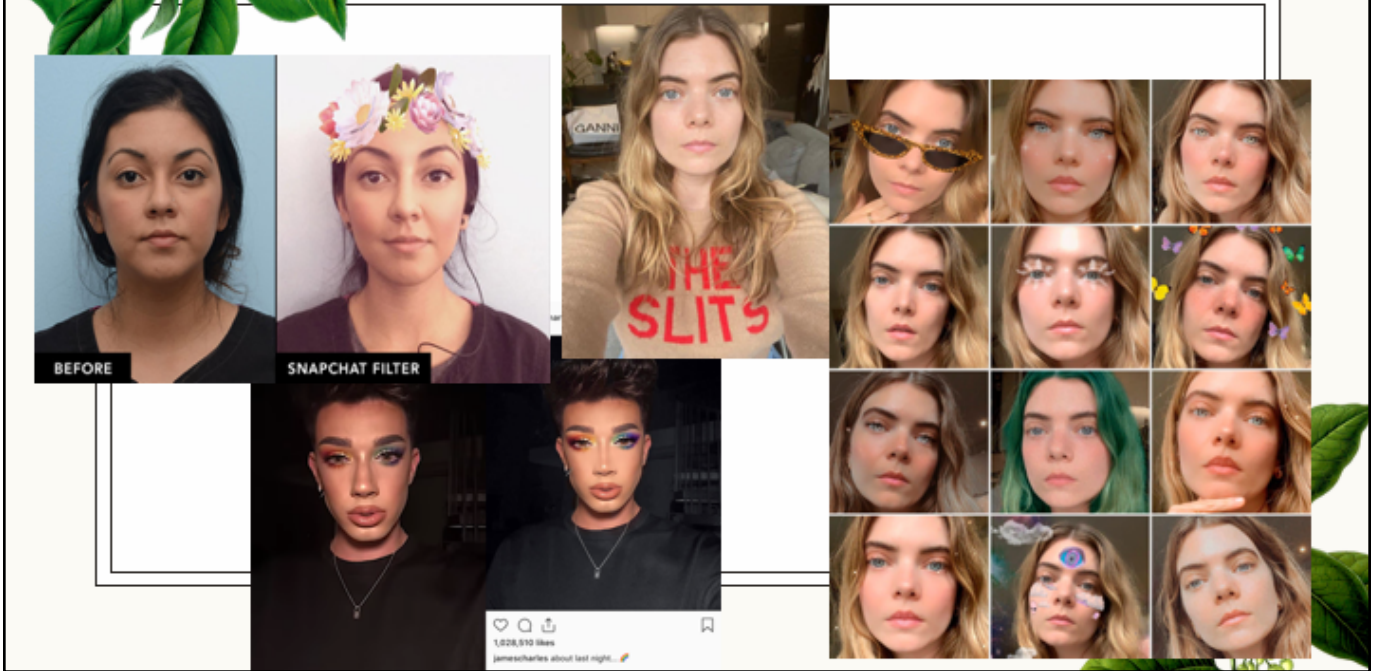 GANNI
THE
SLITS
BEFORE
SNAPCHAT FILTER
1,028,510 likes
jamescharles about last night...🌈